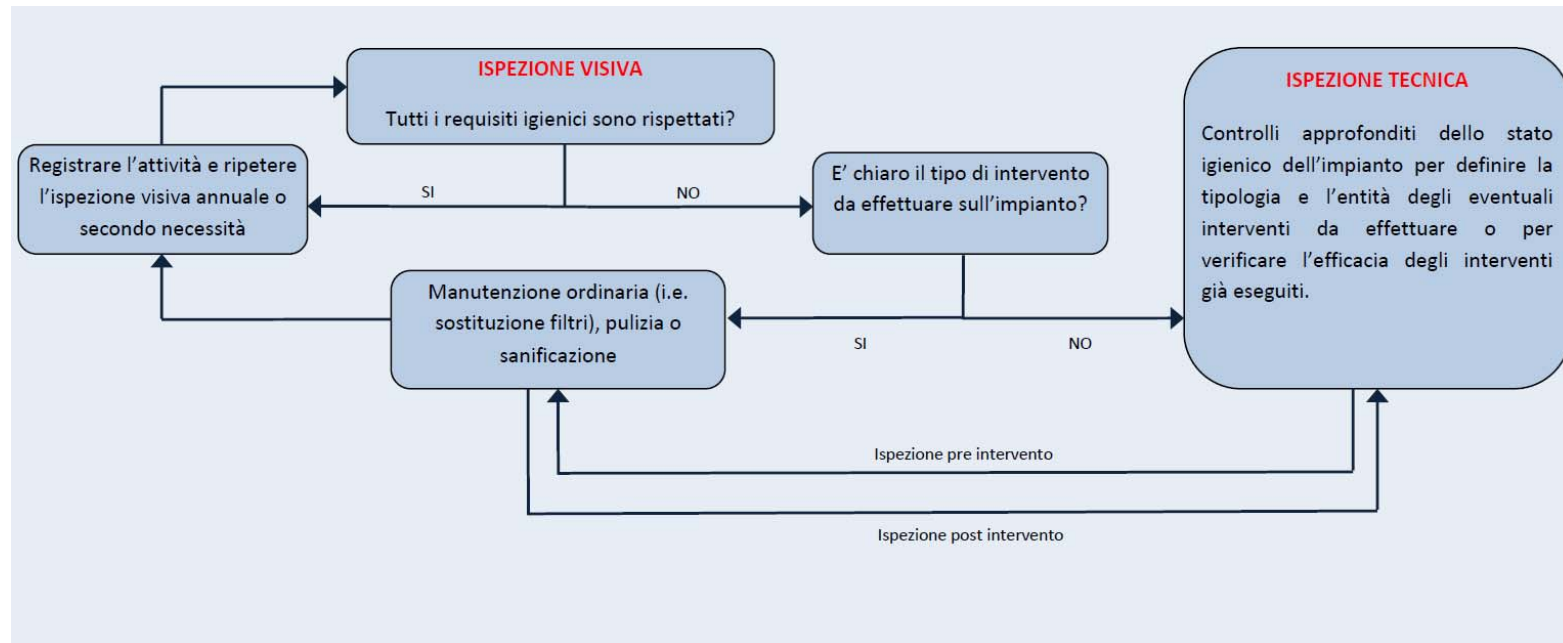 ISPEZIONE VISIVA
Tutti i requisiti igienici sono rispettati?
Registrare l’attività e ripetere
l’ispezione visiva annuale o
secondo necessità
SI
NO
E’ chiaro il tipo di intervento
da effettuare sull’impianto?
ISPEZIONE TECNICA
Controlli approfonditi dello stato
igienico dell’impianto per definire la
tipologia e l’entità degli eventuali
interventi da effettuare o per
verificare l’efficacia degli interventi
già eseguiti.
Manutenzione ordinaria (i.e.
sostituzione filtri), pulizia o
sanificazione
SI
NO
Ispezione pre intervento
Ispezione post intervento